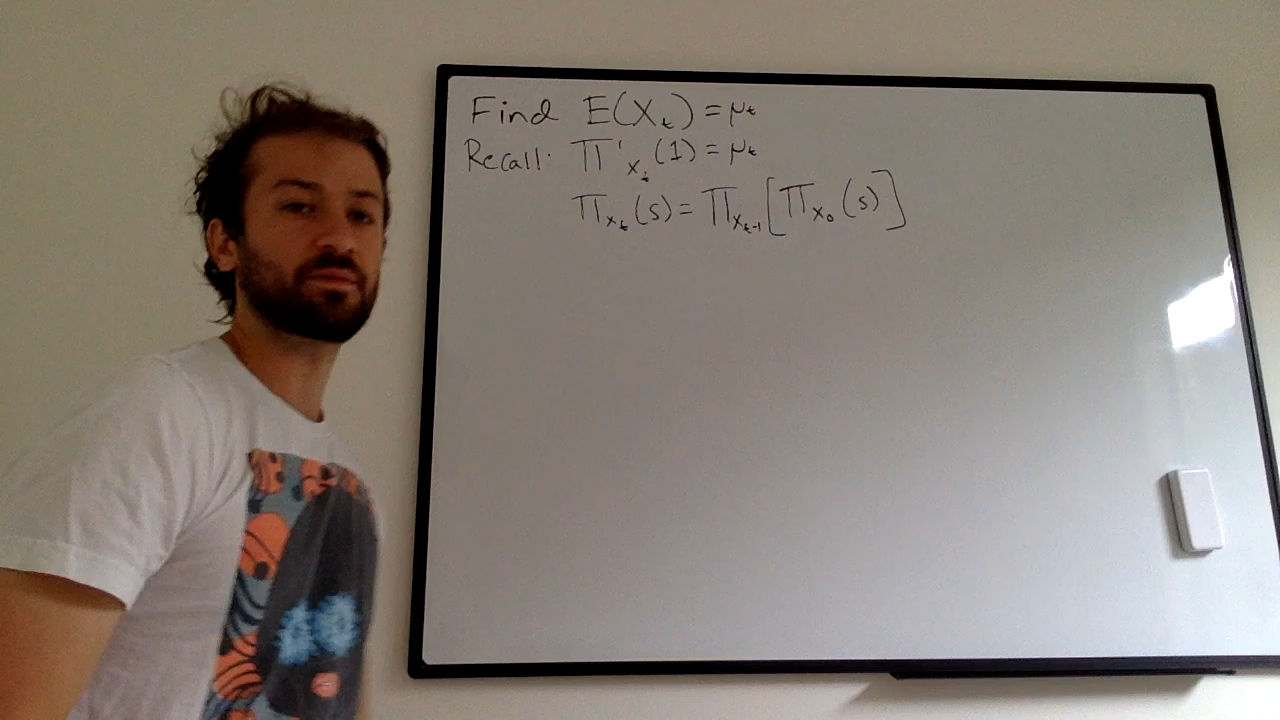 Find E(X_t) = μ_t
Recall: Π'_{X_t}(1) = μ_t
Π_{X_t}(s) = Π_{X_{t-1}}[Π_{X_0}(s)]